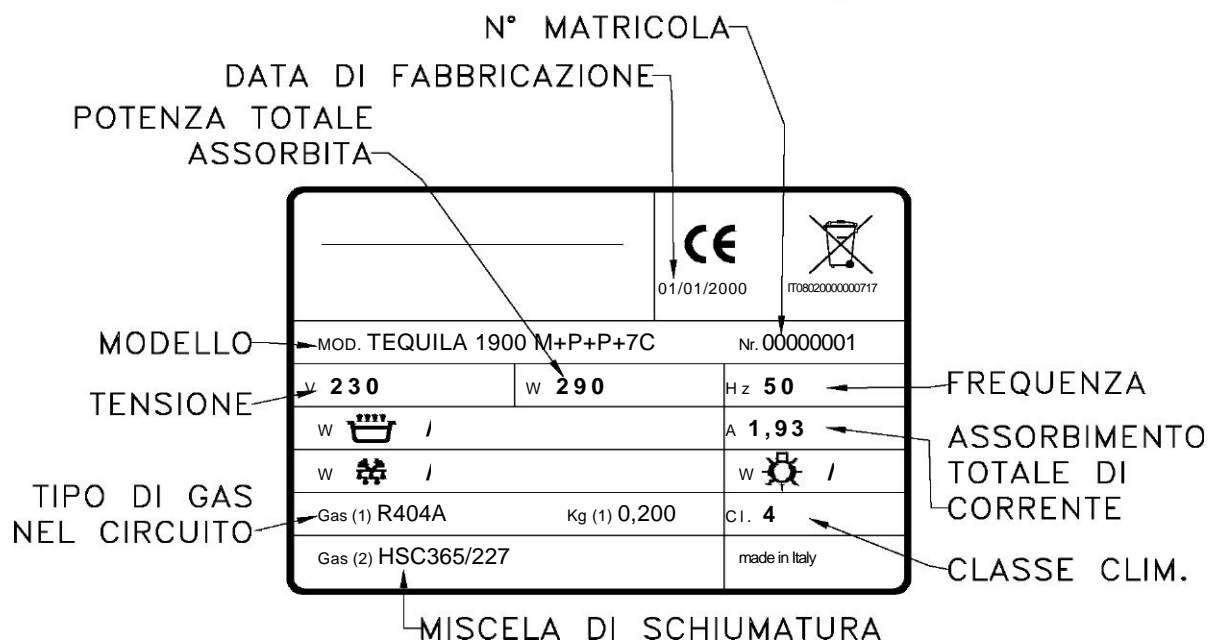 N° MATRICOLA
DATA DI FABBRICAZIONE
POTENZA TOTALE
ASSORBITA
CE
01/01/2000
IT08020000000717
MODELLO
MOD. TEQUILA 1900 M+P+P+7C
Nr. 00000001
TENSIONE
V 230
W 290
Hz 50
FREQUENZA
W /
A 1,93
ASSORBIMENTO
TOTALE DI
CORRENTE
W /
W /
TIPO DI GAS
NEL CIRCUITO
Gas (1) R404A
Kg (1) 0,200
Cl. 4
CLASSE CLIM.
Gas (2) HSC365/227
made in Italy
MISCELA DI SCHIUMATURA